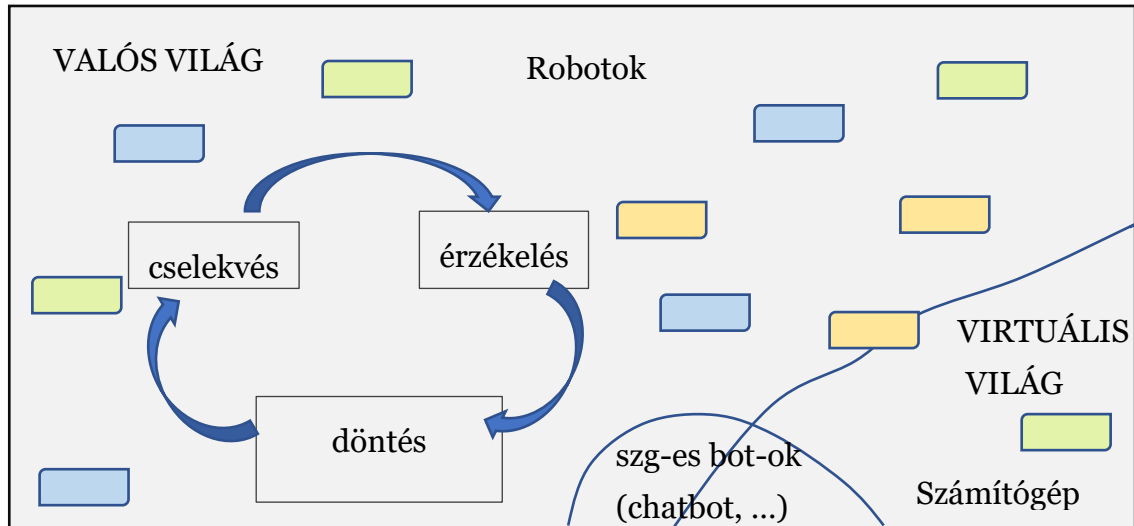 VALÓS VILÁG
Robotok
cselekvés
érzékelés
döntés
VIRTUÁLIS
VILÁG
szg-es bot-ok
(chatbot, ...)
Számítógép